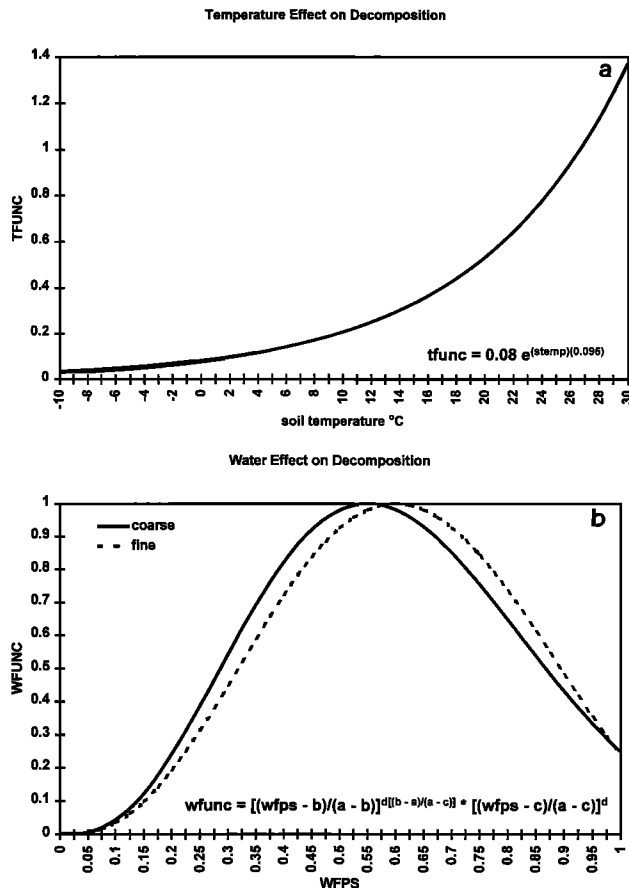 Temperature Effect on Decomposition
a
1.4
1.2
1
0.8
0.6
0.4
0.2
0
TFUNC
tfunc = 0.08 e^(stemp)(0.095)
-10 -8 -6 -4 -2 0 2 4 6 8 10 12 14 16 18 20 22 24 26 28 30
soil temperature °C
Water Effect on Decomposition
b
coarse
fine
1
0.9
0.8
0.7
0.6
0.5
0.4
0.3
0.2
0.1
0
WFUNC
wfunc = [(wfps - b)/(a - b)]^d[(b - a)/(a - c)] * [(wfps - c)/(a - c)]^d
0 0.05 0.1 0.15 0.2 0.25 0.3 0.35 0.4 0.45 0.5 0.55 0.6 0.65 0.7 0.75 0.8 0.85 0.9 0.95 1
WFPS